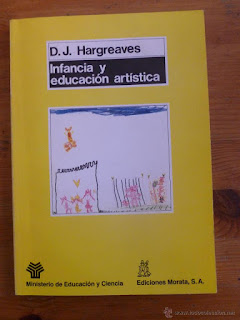 D. J. Hargreaves
Infancia y
educación artística
Ministerio de Educación y Ciencia
Ediciones Morata, S. A.